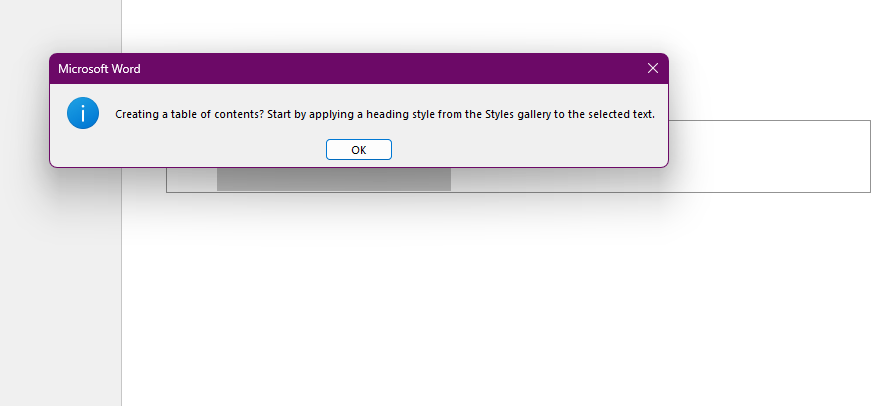 Microsoft Word
Creating a table of contents? Start by applying a heading style from the Styles gallery to the selected text.
OK